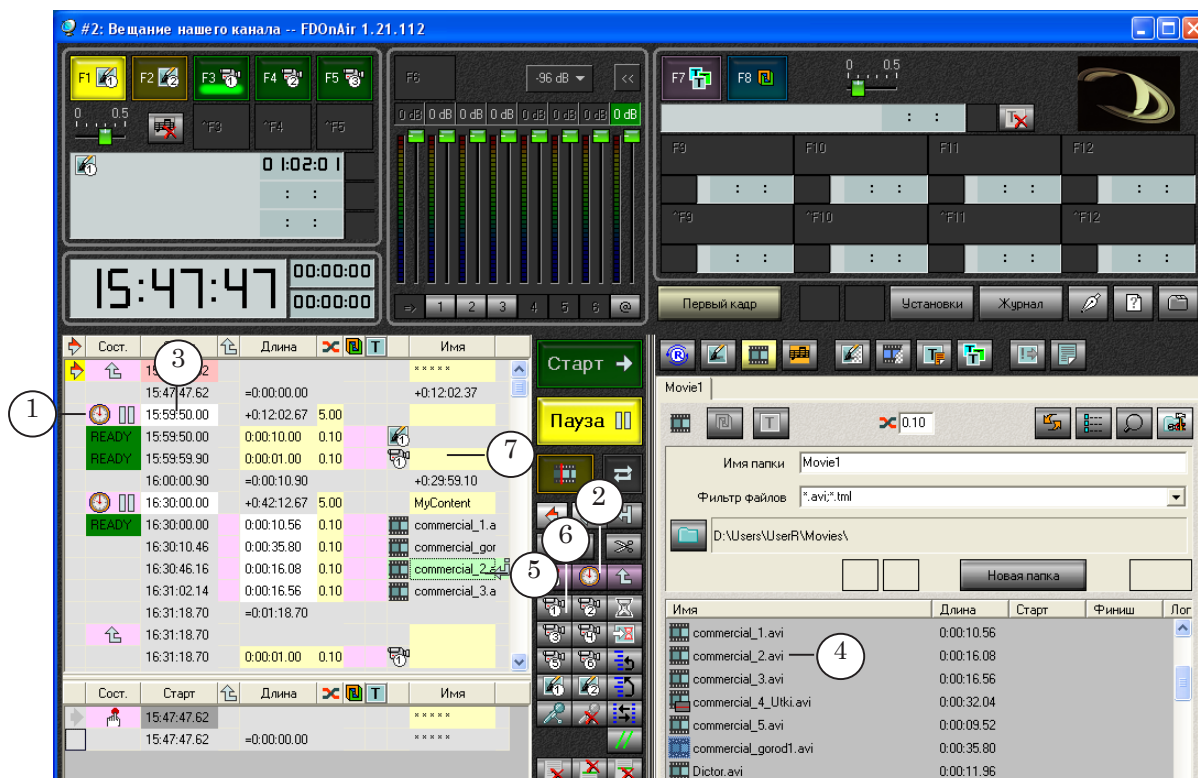 #2: Вещание нашего канала -- FDOnAir 1.21.112
F1 F2 F3 F4 F5
0 0.5
^F3 ^F4 ^F5
01:02:01
: :
: :
15:47:47
00:00:00
00:00:00
F6
-96 dB
<<
0 dB 0 dB 0 dB 0 dB 0 dB 0 dB 0 dB 0 dB
=> 1 2 3 4 5 6 @
F7 F8
0 0.5
: :
F9 F10 F11 F12
: : : : : : : :
^F9 ^F10 ^F11 ^F12
: : : : : : : :
Первый кадр
Установки
Журнал
Сост. Длина T Имя
* * * * *
15:47:47.62 =0:00:00.00 +0:12:02.37
15:59:50.00 +0:12:02.67 5.00
READY 15:59:50.00 0:00:10.00 0.10
READY 15:59:59.90 0:00:01.00 0.10
16:00:00.90 =0:00:10.90 +0:29:59.10
16:30:00.00 +0:42:12.67 5.00 MyContent
READY 16:30:00.00 0:00:10.56 0.10 commercial_1.a
16:30:10.46 0:00:35.80 0.10 commercial_gor
16:30:46.16 0:00:16.08 0.10 commercial_2.a
16:31:02.14 0:00:16.56 0.10 commercial_3.a
16:31:18.70 =0:01:18.70
16:31:18.70
16:31:18.70 0:00:01.00 0.10
Сост. Старт Длина T Имя
15:47:47.62 * * * * *
15:47:47.62 =0:00:00.00 * * * * *
Старт
Пауза
Movie1
0.10
Имя папки Movie1
Фильтр файлов *.avi;*.tml
D:\Users\UserR\Movies\
Новая папка
Имя Длина Старт Финиш Лог
commercial_1.avi 0:00:10.56
commercial_2.avi 0:00:16.08
commercial_3.avi 0:00:16.56
commercial_4_Utki.avi 0:00:32.04
commercial_5.avi 0:00:09.52
commercial_gorod1.avi 0:00:35.80
Dictor.avi 0:00:11.96
1
3
7
2
6
5
4